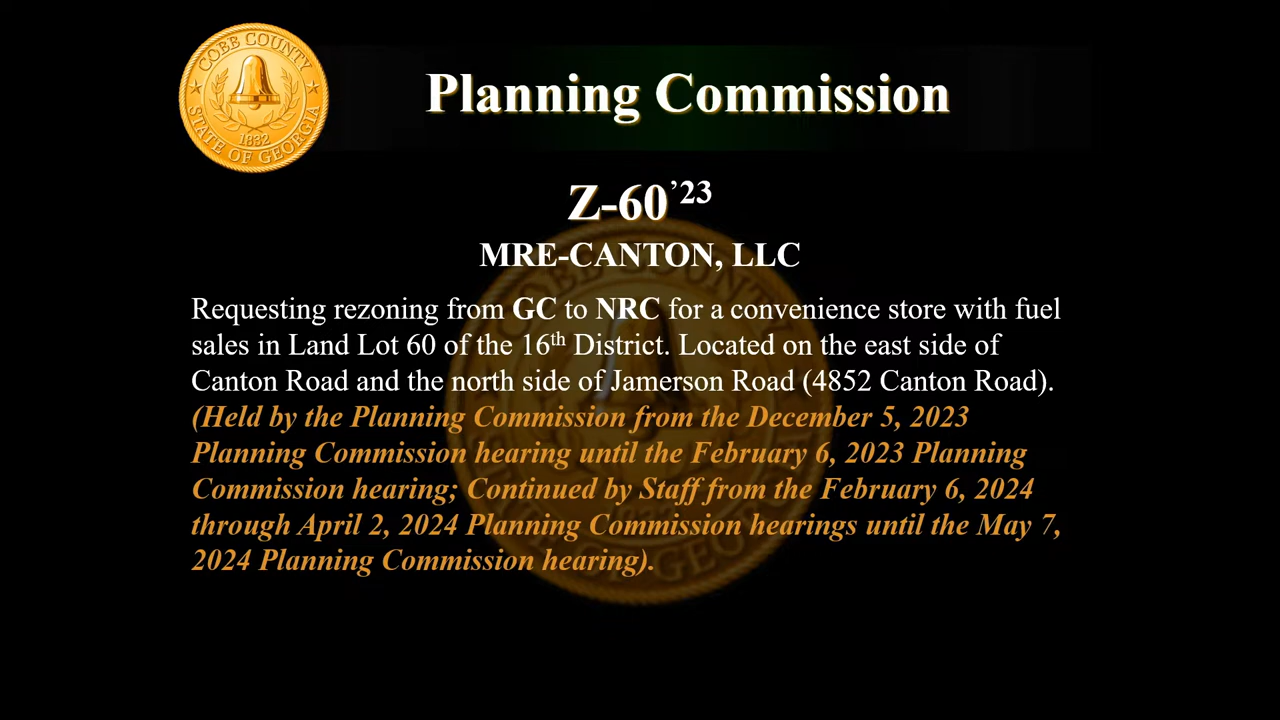 COBB COUNTY
STATE OF GEORGIA
1832
Planning Commission
Z-60’23
MRE-CANTON, LLC
Requesting rezoning from GC to NRC for a convenience store with fuel
sales in Land Lot 60 of the 16th District. Located on the east side of
Canton Road and the north side of Jamerson Road (4852 Canton Road).
(Held by the Planning Commission from the December 5, 2023
Planning Commission hearing until the February 6, 2023 Planning
Commission hearing; Continued by Staff from the February 6, 2024
through April 2, 2024 Planning Commission hearings until the May 7,
2024 Planning Commission hearing).